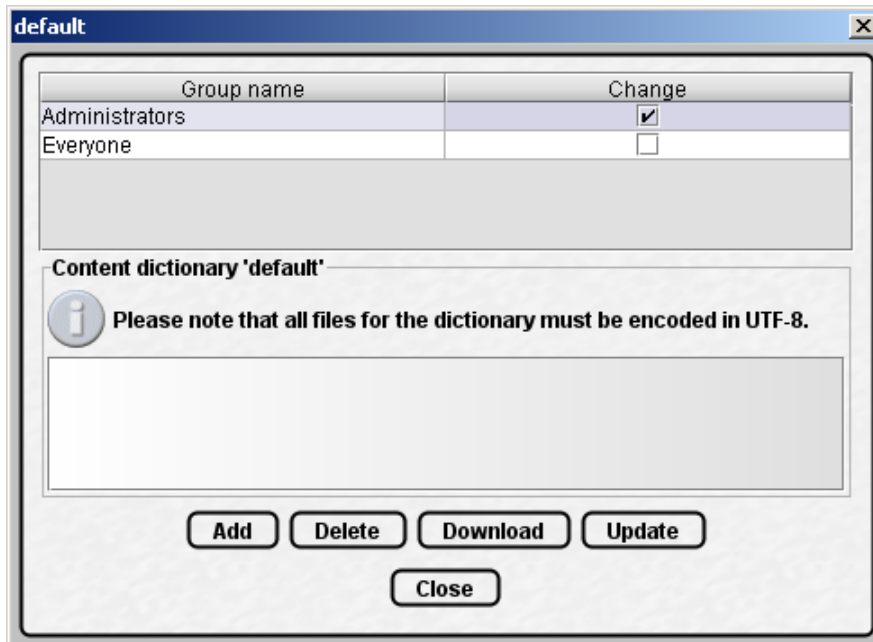 default
Group name Change
Administrators
Everyone
Content dictionary 'default'
Please note that all files for the dictionary must be encoded in UTF-8.
Add Delete Download Update
Close